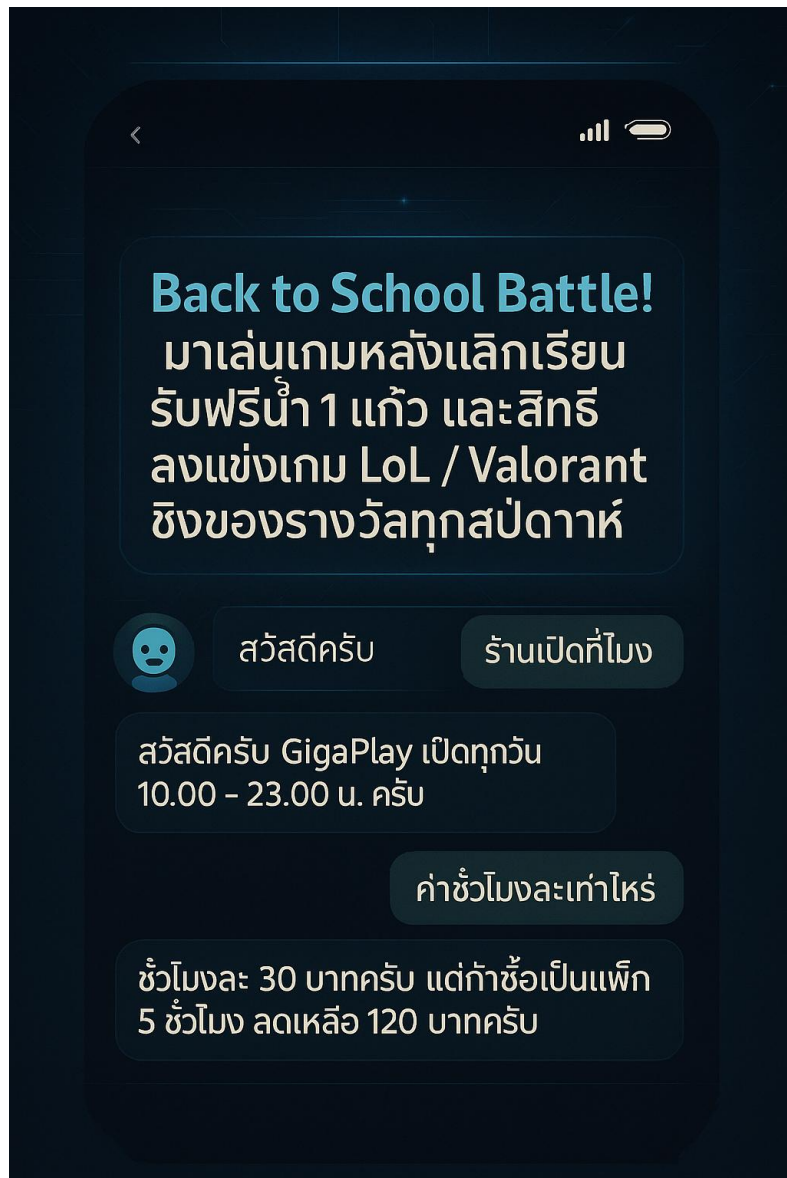 Back to School Battle!
มาเล่นเกมหลังแลิกเรียน
รับฟรีน้ำ 1 แก้ว และสิทธี
ลงแข่งเกม LoL / Valorant
ชิงของรางวัลทุกสปดาาห์
สวัสดีครับ
ร้านเปิดที่ไมง
สวัสดีครับ GigaPlay เปิดทุกวัน
10.00 – 23.00 น. ครับ
ค่าชั่วโมงละเท่าไหร่
ชั่วโมงละ 30 บาทครับ แต่ก้าซื้อเป็นแพ็ก
5 ชั่วโมง ลดเหลือ 120 บาทครับ